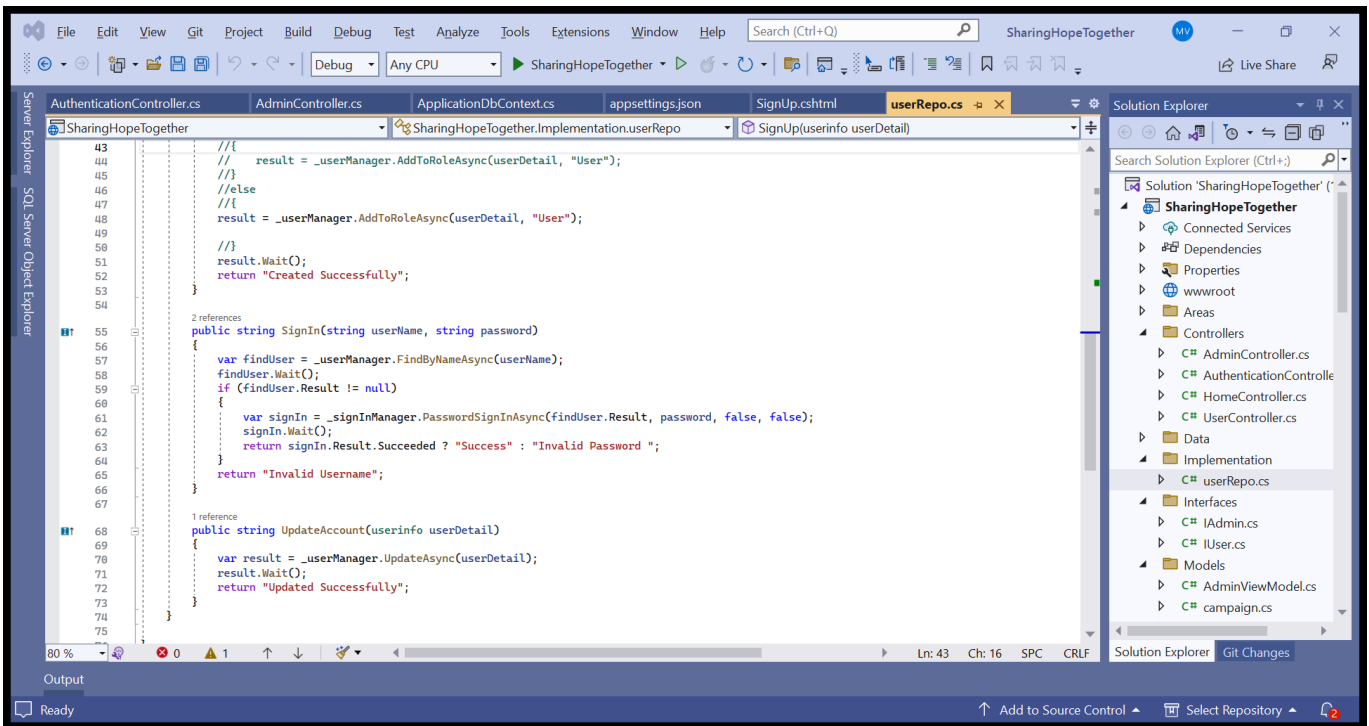 File Edit View Git Project Build Debug Test Analyze Tools Extensions Window Help Search (Ctrl+Q) SharingHopeTogether MV
Debug Any CPU SharingHopeTogether Live Share
Server Explorer
SQL Server Object Explorer
AuthenticationController.cs AdminController.cs ApplicationDbContext.cs appsettings.json SignUp.cshtml userRepo.cs
SharingHopeTogether SharingHopeTogether.Implementation.userRepo SignUp(userinfo userDetail)
43 //{
44 // result = _userManager.AddToRoleAsync(userDetail, "User");
45 //}
46 //else
47 //{
48 result = _userManager.AddToRoleAsync(userDetail, "User");
49
50 //}
51 result.Wait();
52 return "Created Successfully";
53 }
54
2 references
55 public string SignIn(string userName, string password)
56 {
57 var findUser = _userManager.FindByNameAsync(userName);
58 findUser.Wait();
59 if (findUser.Result != null)
60 {
61 var signIn = _signInManager.PasswordSignInAsync(findUser.Result, password, false, false);
62 signIn.Wait();
63 return signIn.Result.Succeeded ? "Success" : "Invalid Password ";
64 }
65 return "Invalid Username";
66 }
67
1 reference
68 public string UpdateAccount(userinfo userDetail)
69 {
70 var result = _userManager.UpdateAsync(userDetail);
71 result.Wait();
72 return "Updated Successfully";
73 }
74 }
75
80 % 0 1 Ln: 43 Ch: 16 SPC CRLF
Solution Explorer
Search Solution Explorer (Ctrl+;)
Solution 'SharingHopeTogether' (
SharingHopeTogether
Connected Services
Dependencies
Properties
wwwroot
Areas
Controllers
C# AdminController.cs
C# AuthenticationControlle
C# HomeController.cs
C# UserController.cs
Data
Implementation
C# userRepo.cs
Interfaces
C# IAdmin.cs
C# IUser.cs
Models
C# AdminViewModel.cs
C# campaign.cs
Solution Explorer Git Changes
Output
Ready Add to Source Control Select Repository 2